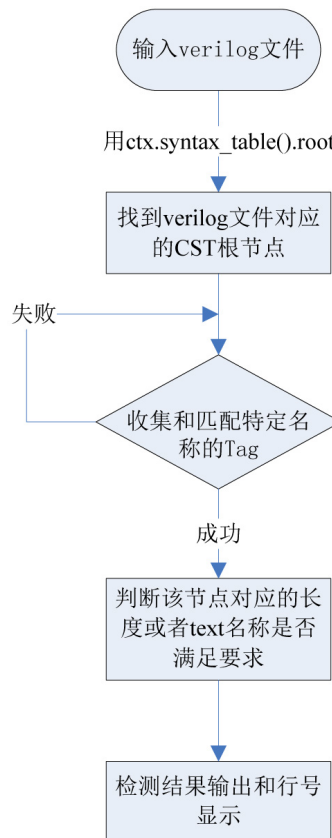 输入verilog文件
用ctx.syntax_table().root
找到verilog文件对应
的CST根节点
失败
收集和匹配特定名
称的Tag
成功
判断该节点对应的长
度或者text名称是否
满足要求
检测结果输出和行号
显示